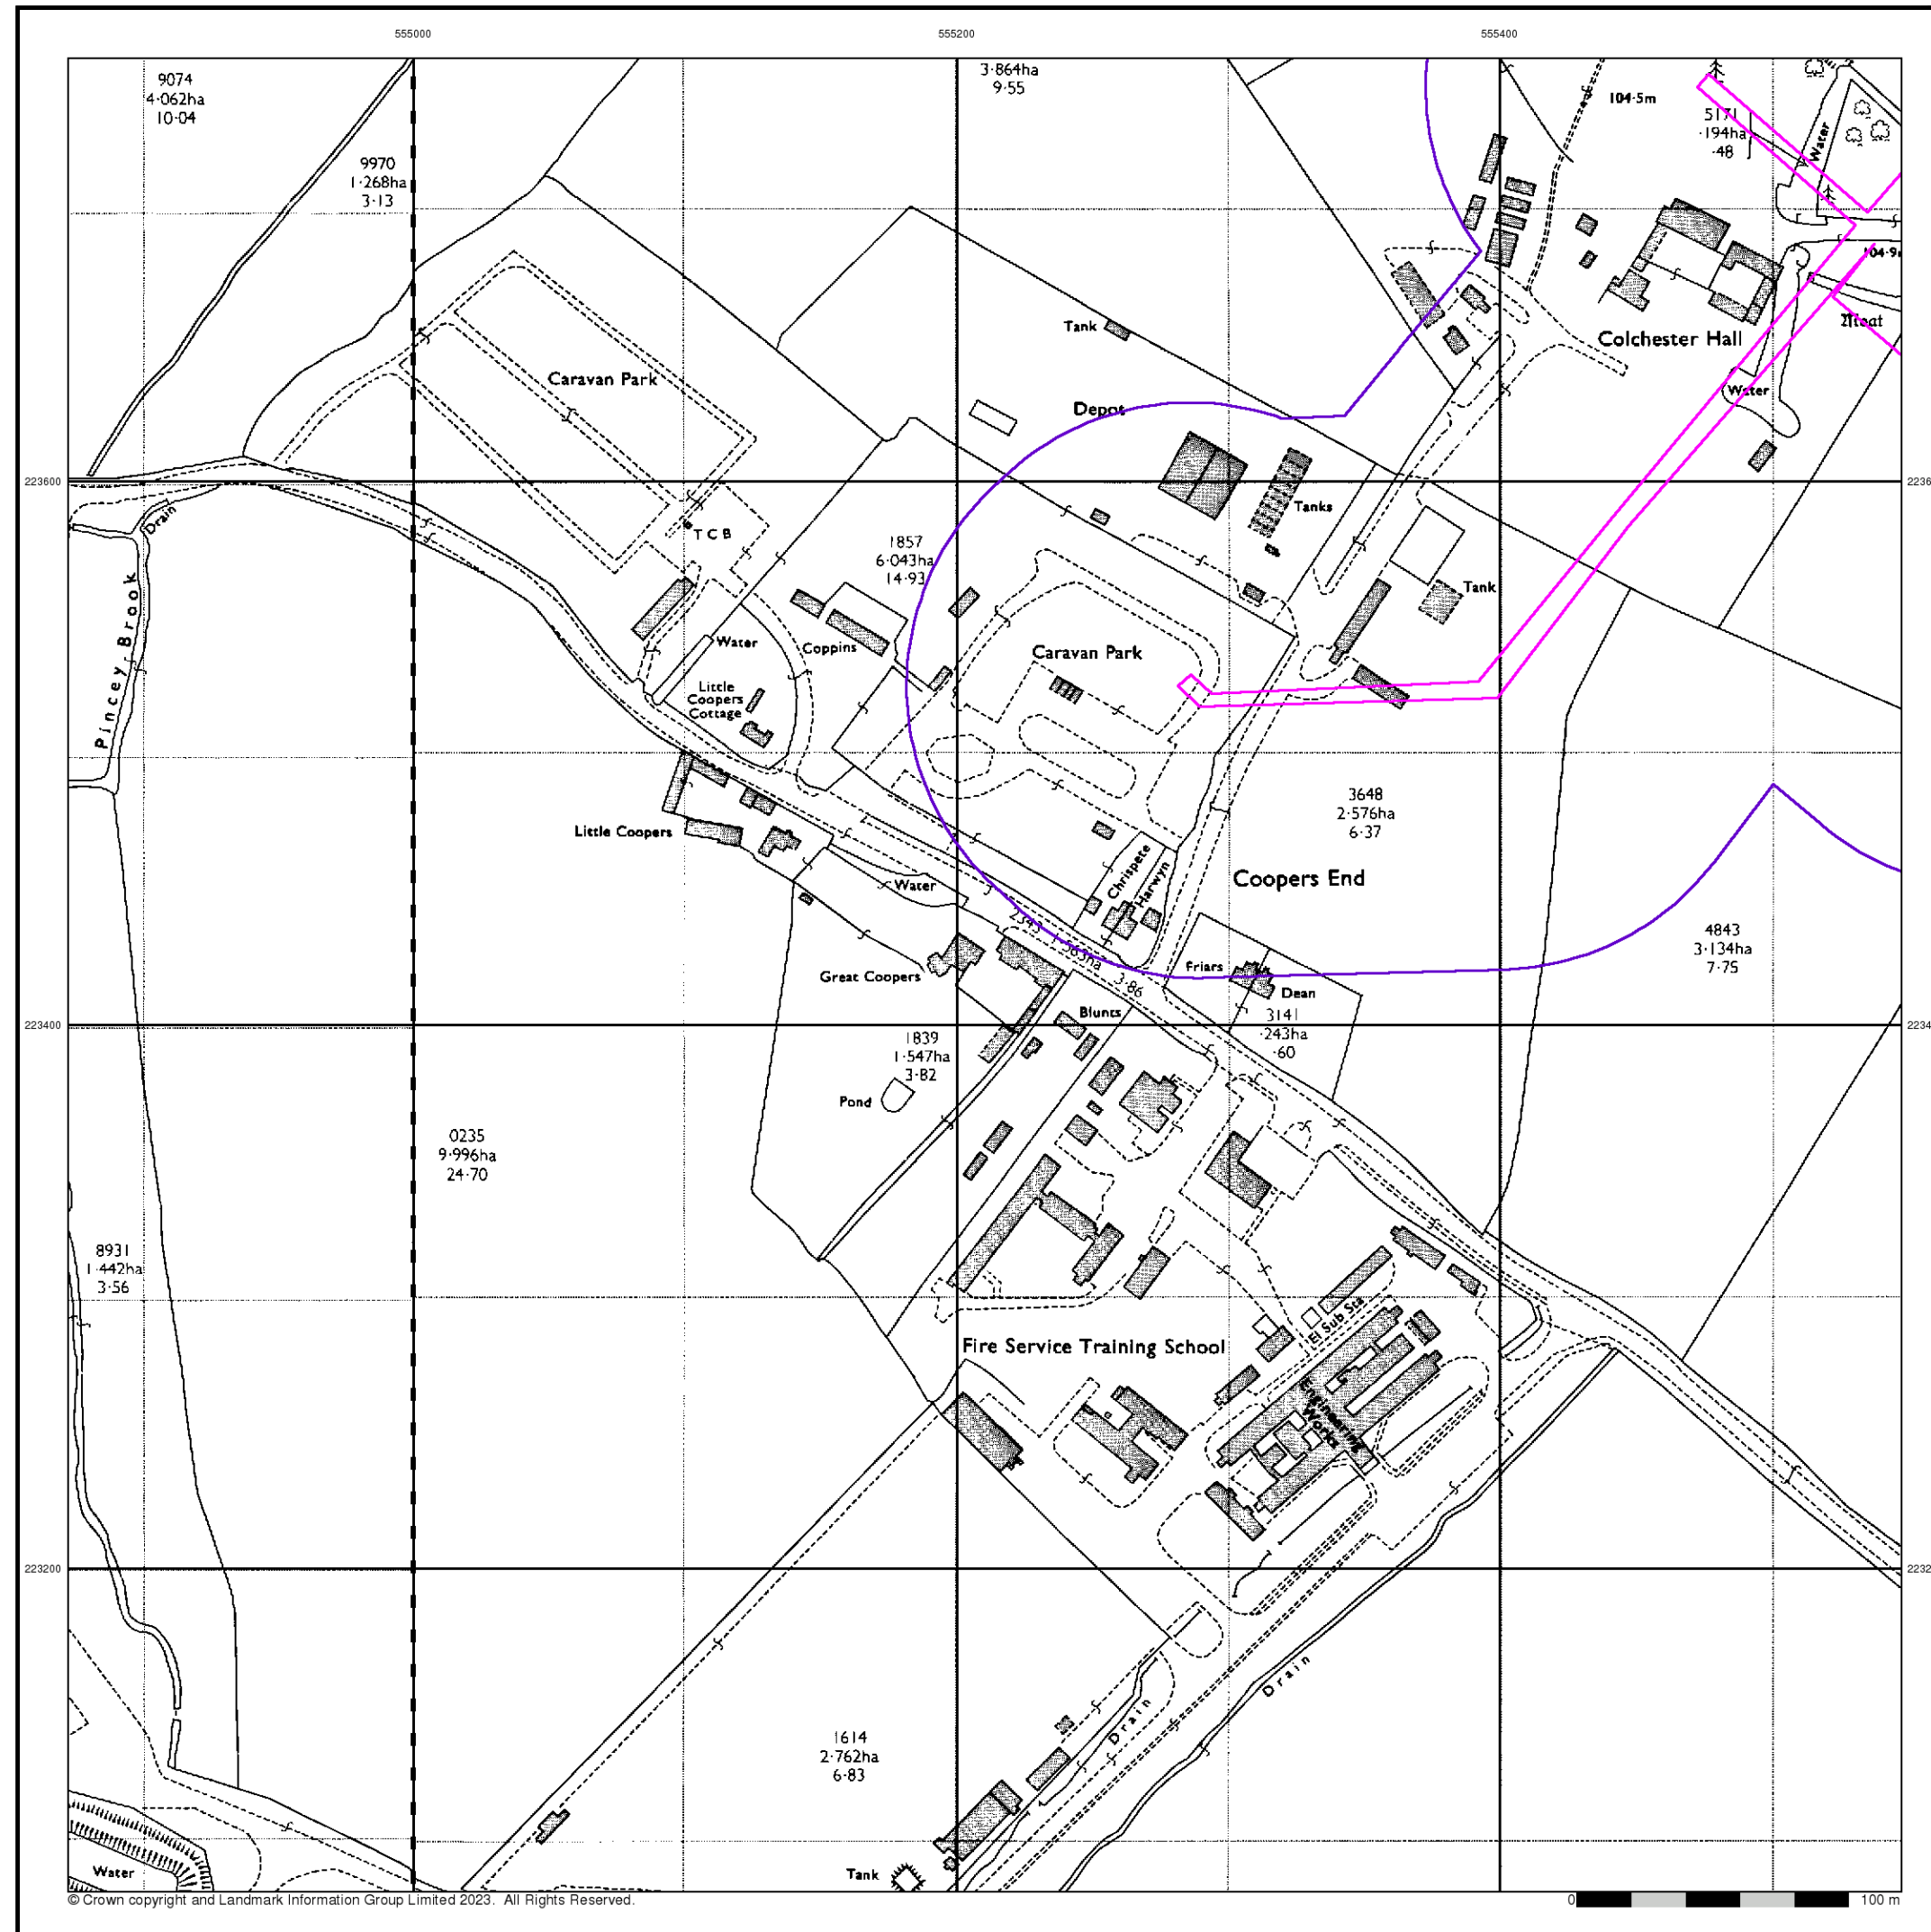 555000
555200
555400
9074
4·062ha
10·04
3·864ha
9·55
104·5m
5171
·194ha
·48
Water
9970
1·268ha
3·13
Tank
Colchester Hall
Moat
Caravan Park
Depot
Water
223600
Drain
T C B
Tanks
1857
6·043ha
14·93
Tank
Pincey Brook
Water
Coppins
Caravan Park
Little
Coopers
Cottage
3648
2·576ha
6·37
Little Coopers
Chrispete
Harwyn
Coopers End
Water
4843
3·134ha
7·75
Great Coopers
3·86
Friars
Dean
223400
Blunts
3141
·243ha
·60
1839
1·547ha
3·82
Pond
0235
9·996ha
24·70
8931
1·442ha
3·56
El Sub Sta
Fire Service Training School
Engineering
Works
223200
Drain
Drain
1614
2·762ha
6·83
Water
Tank
© Crown copyright and Landmark Information Group Limited 2023. All Rights Reserved.
0
100 m